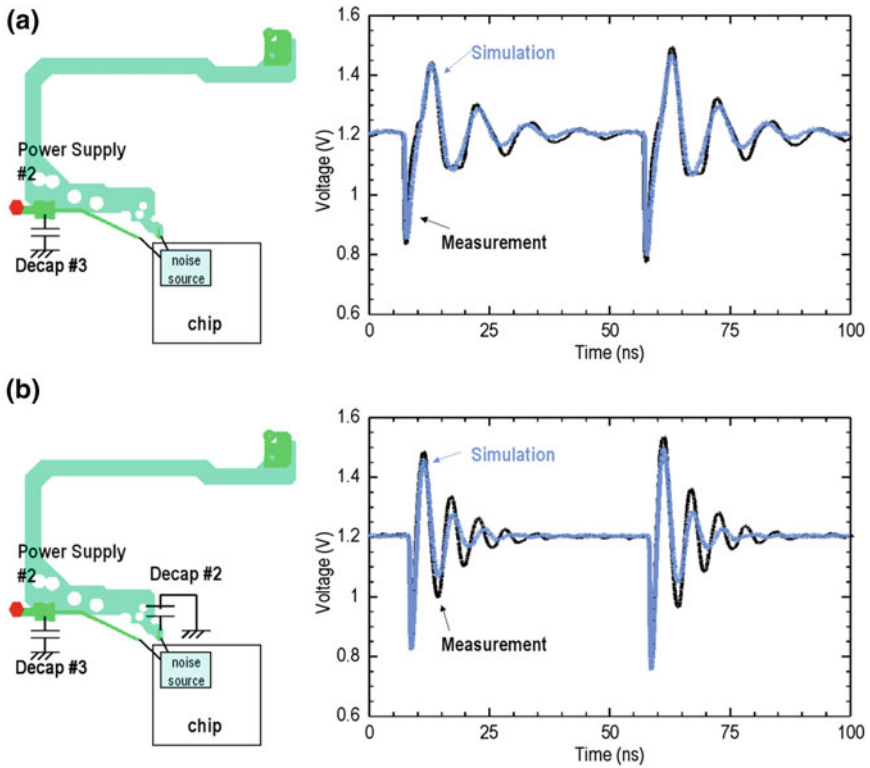 (a)
Power Supply
#2
Decap #3
noise
source
chip
1.6
1.4
1.2
1
0.8
0.6
Voltage (V)
Simulation
Measurement
0
25
50
75
100
Time (ns)
(b)
Power Supply
#2
Decap #2
Decap #3
noise
source
chip
1.6
1.4
1.2
1
0.8
0.6
Voltage (V)
Simulation
Measurement
0
25
50
75
100
Time (ns)